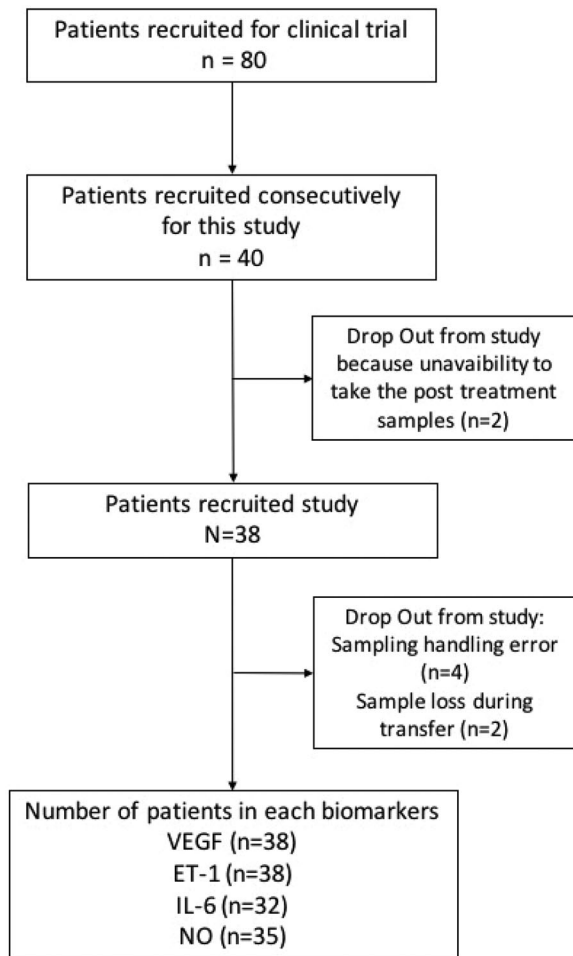 Patients recruited for clinical trial
n = 80
Patients recruited consecutively
for this study
n = 40
Drop Out from study
because unavaibility to
take the post treatment
samples (n=2)
Patients recruited study
N=38
Drop Out from study:
Sampling handling error
(n=4)
Sample loss during
transfer (n=2)
Number of patients in each biomarkers
VEGF (n=38)
ET-1 (n=38)
IL-6 (n=32)
NO (n=35)